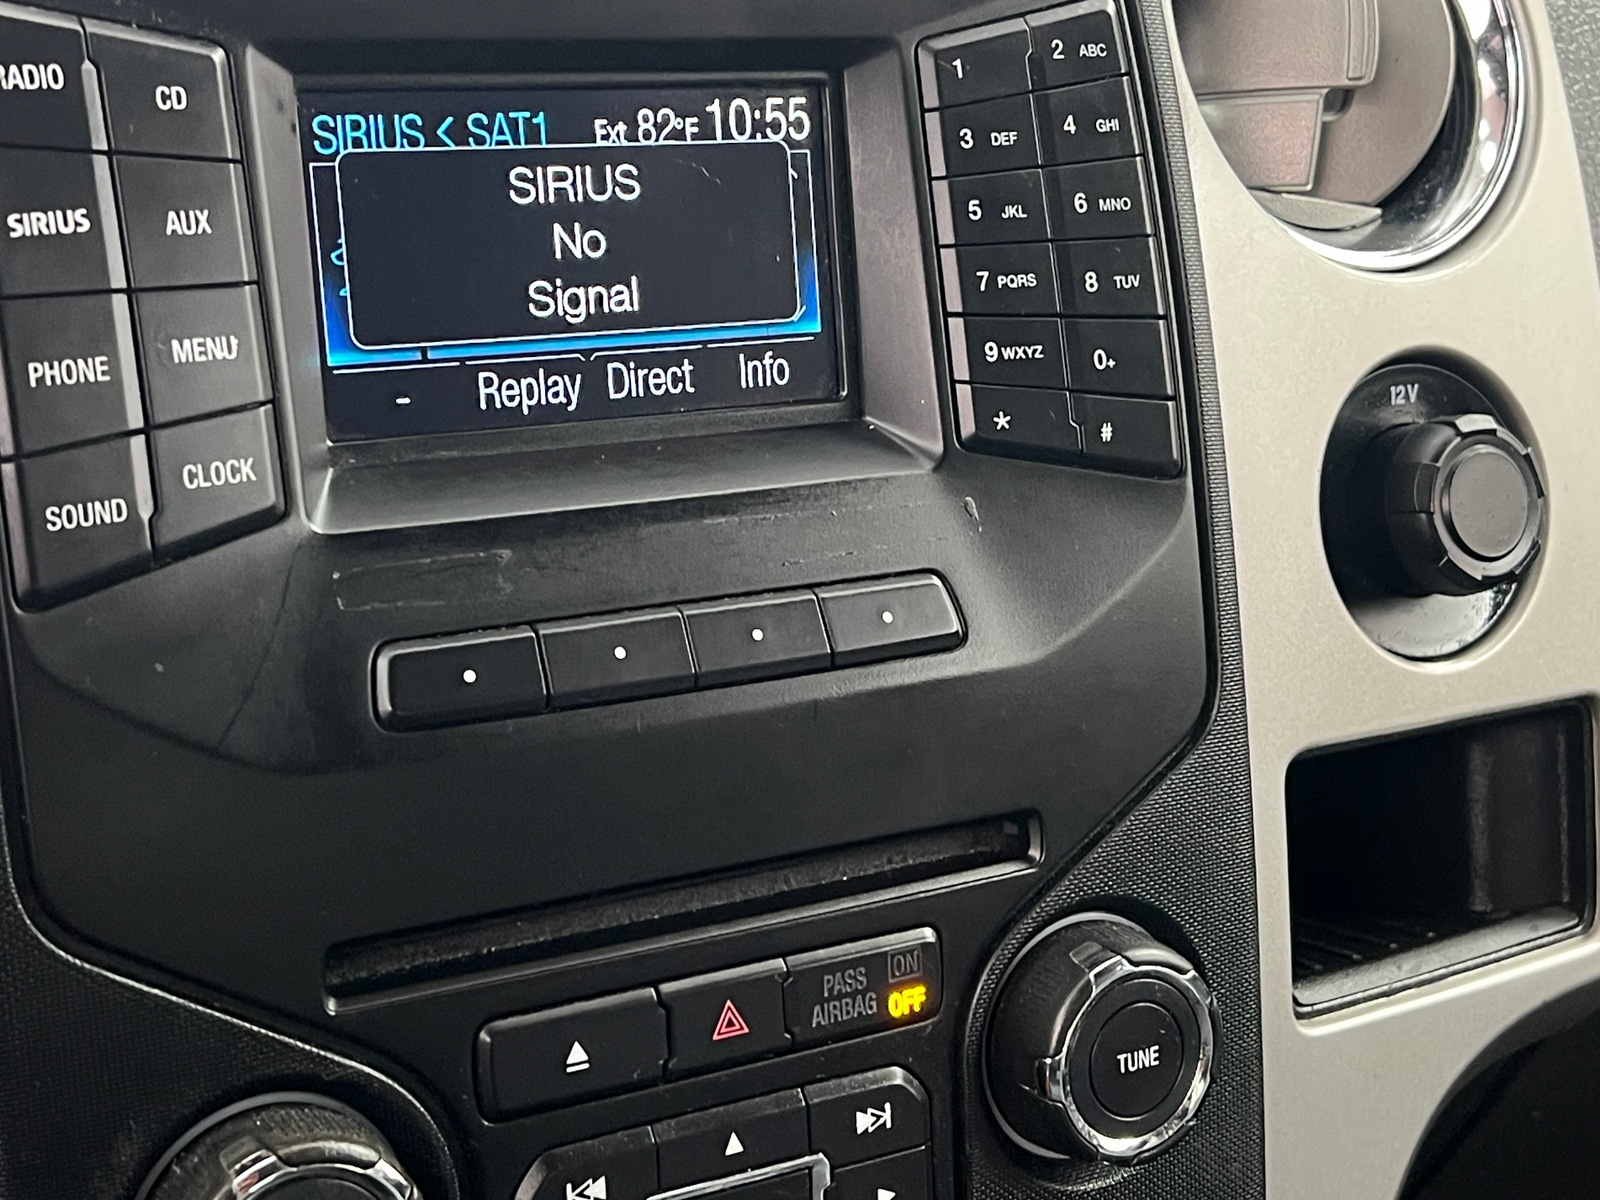 RADIO
CD
SIRIUS
AUX
PHONE
MENU
SOUND
CLOCK
SIRIUS < SAT1 Ext 82°F 10:55
SIRIUS
No
Signal
- Replay Direct Info
1
2 ABC
3 DEF
4 GHI
5 JKL
6 MNO
7 PQRS
8 TUV
9 WXYZ
0+
*
#
12V
PASS AIRBAG
ON
OFF
TUNE